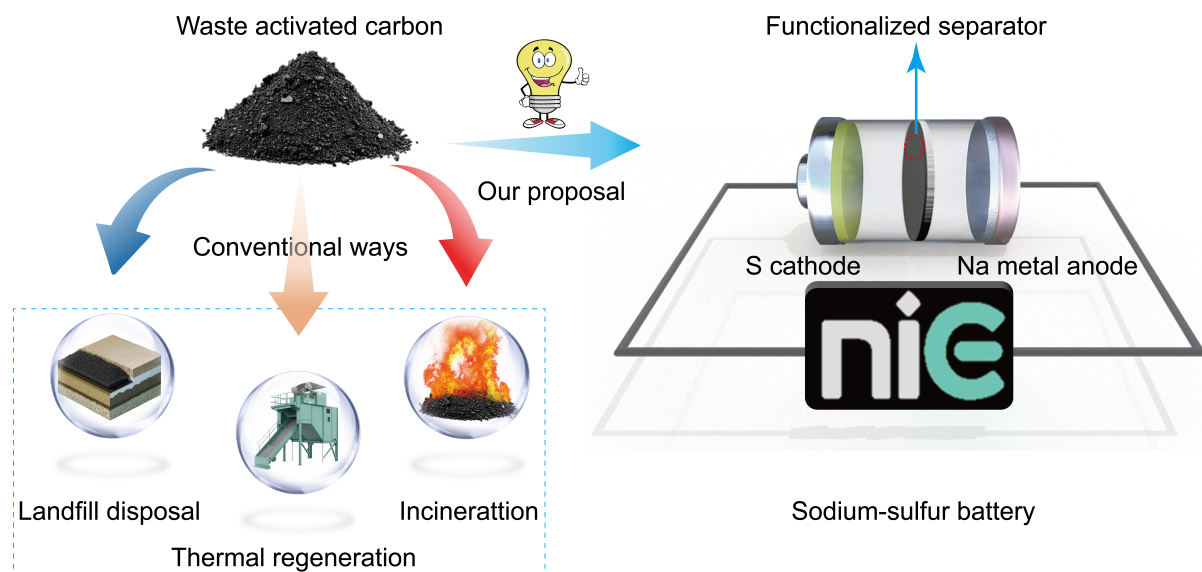 Waste activated carbon
Functionalized separator
Our proposal
Conventional ways
S cathode
Na metal anode
niE
Landfill disposal
Incinerattion
Sodium-sulfur battery
Thermal regeneration